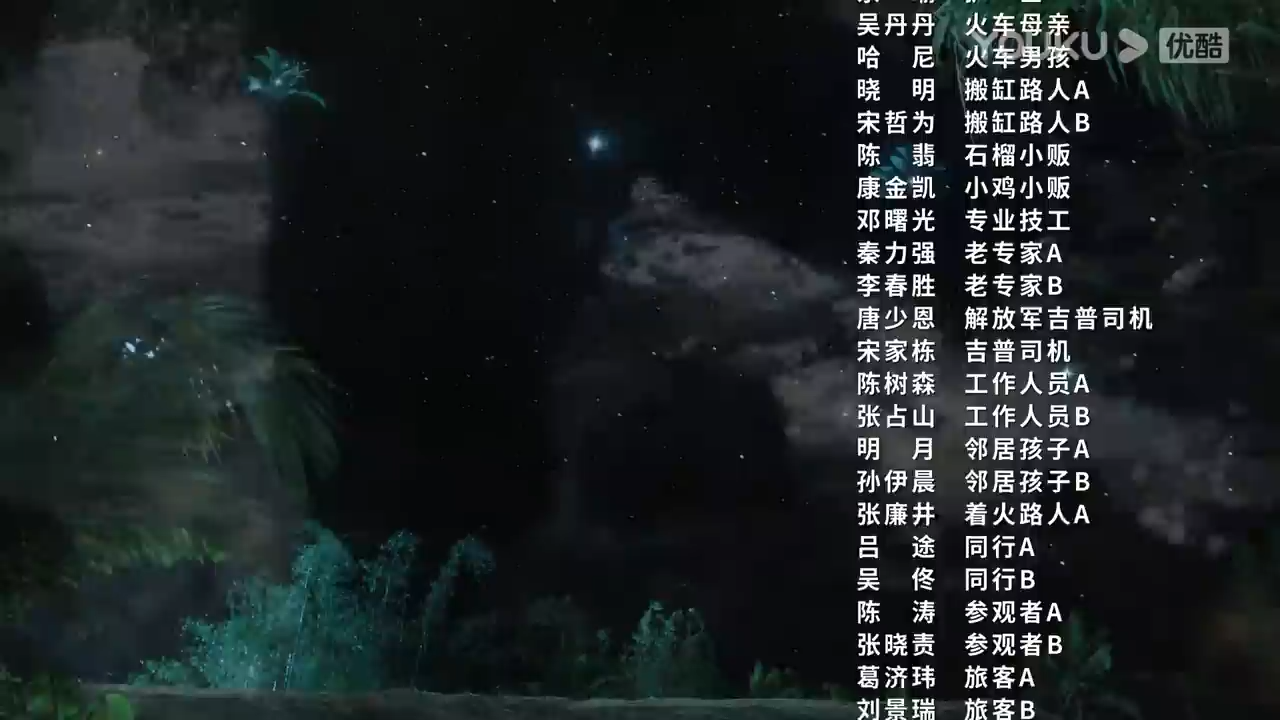 吴丹丹 火车母亲
YOUKU 优酷
哈 尼 火车男孩
晓 明 搬缸路人A
宋哲为 搬缸路人B
陈 翡 石榴小贩
康金凯 小鸡小贩
邓曙光 专业技工
秦力强 老专家A
李春胜 老专家B
唐少恩 解放军吉普司机
宋家栋 吉普司机
陈树森 工作人员A
张占山 工作人员B
明 月 邻居孩子A
孙伊晨 邻居孩子B
张廉井 着火路人A
吕 途 同行A
吴 佟 同行B
陈 涛 参观者A
张晓责 参观者B
葛济玮 旅客A
刘景瑞 旅客B